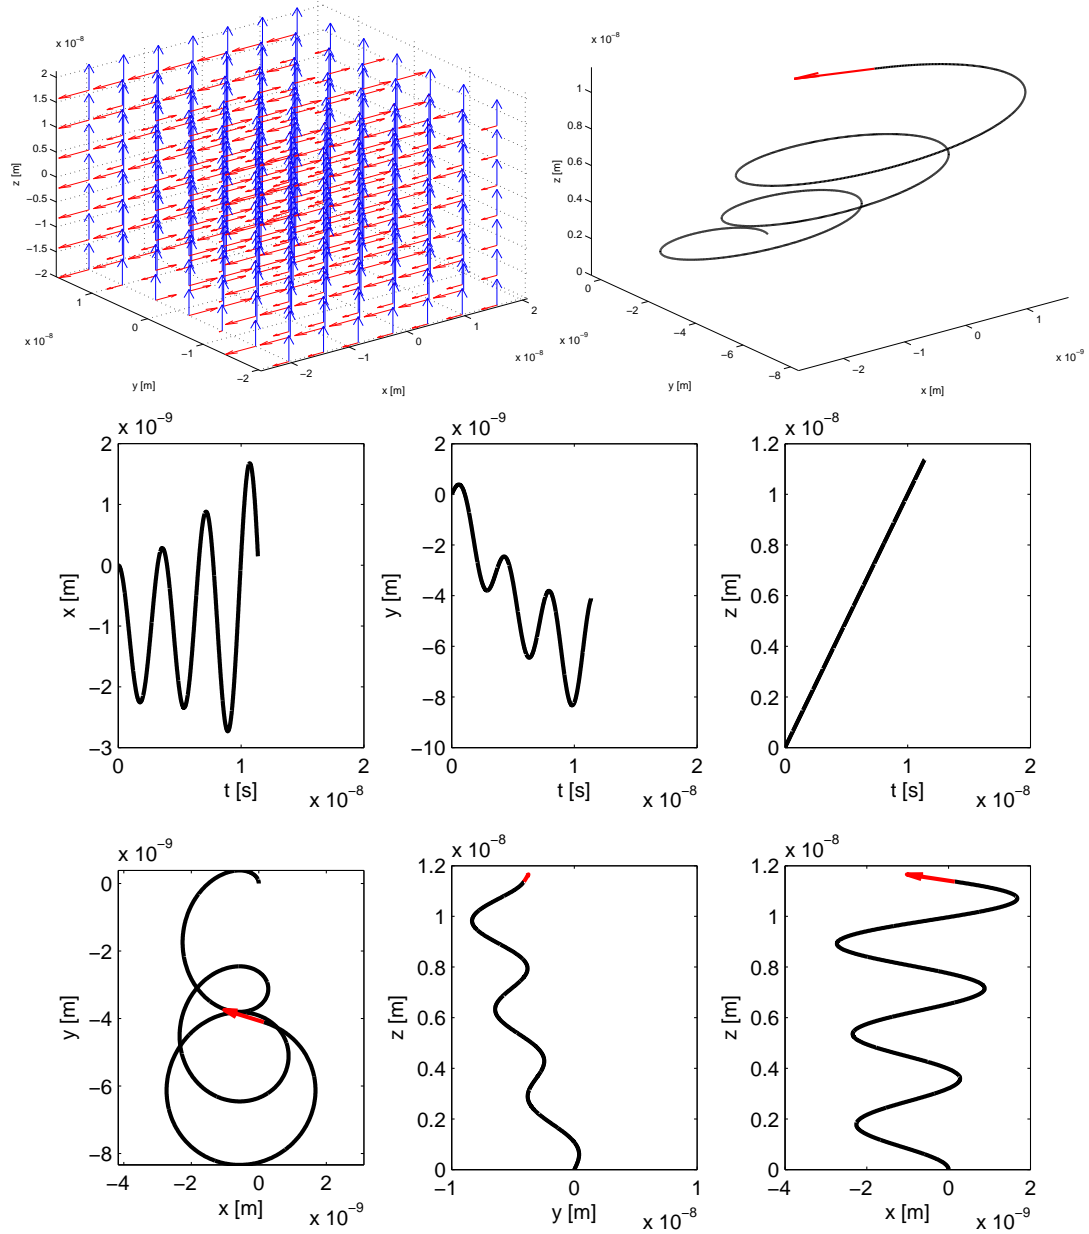 x 10⁻⁸
2
1.5
1
0.5
0
−0.5
−1
−1.5
−2
z [m]
1
0
−1
−2
x 10⁻⁸
y [m]
−2
−1
0
1
2
x 10⁻⁸
x [m]
x 10⁻⁸
1
0.8
0.6
0.4
0.2
0
z [m]
0
−2
−4
−6
−8
x 10⁻⁹
y [m]
−2
−1
0
1
x 10⁻⁹
x [m]
x 10⁻⁹
2
1
0
−1
−2
−3
x [m]
0 1 2
t [s]
x 10⁻⁸
x 10⁻⁹
2
0
−2
−4
−6
−8
−10
y [m]
0 1 2
t [s]
x 10⁻⁸
x 10⁻⁸
1.2
1
0.8
0.6
0.4
0.2
0
z [m]
0 1 2
t [s]
x 10⁻⁸
x 10⁻⁹
0
−2
−4
−6
−8
y [m]
−4 −2 0 2
x [m]
x 10⁻⁹
x 10⁻⁸
1.2
1
0.8
0.6
0.4
0.2
0
z [m]
−1 0 1
y [m]
x 10⁻⁸
x 10⁻⁸
1.2
1
0.8
0.6
0.4
0.2
0
z [m]
−4 −2 0 2
x [m]
x 10⁻⁹